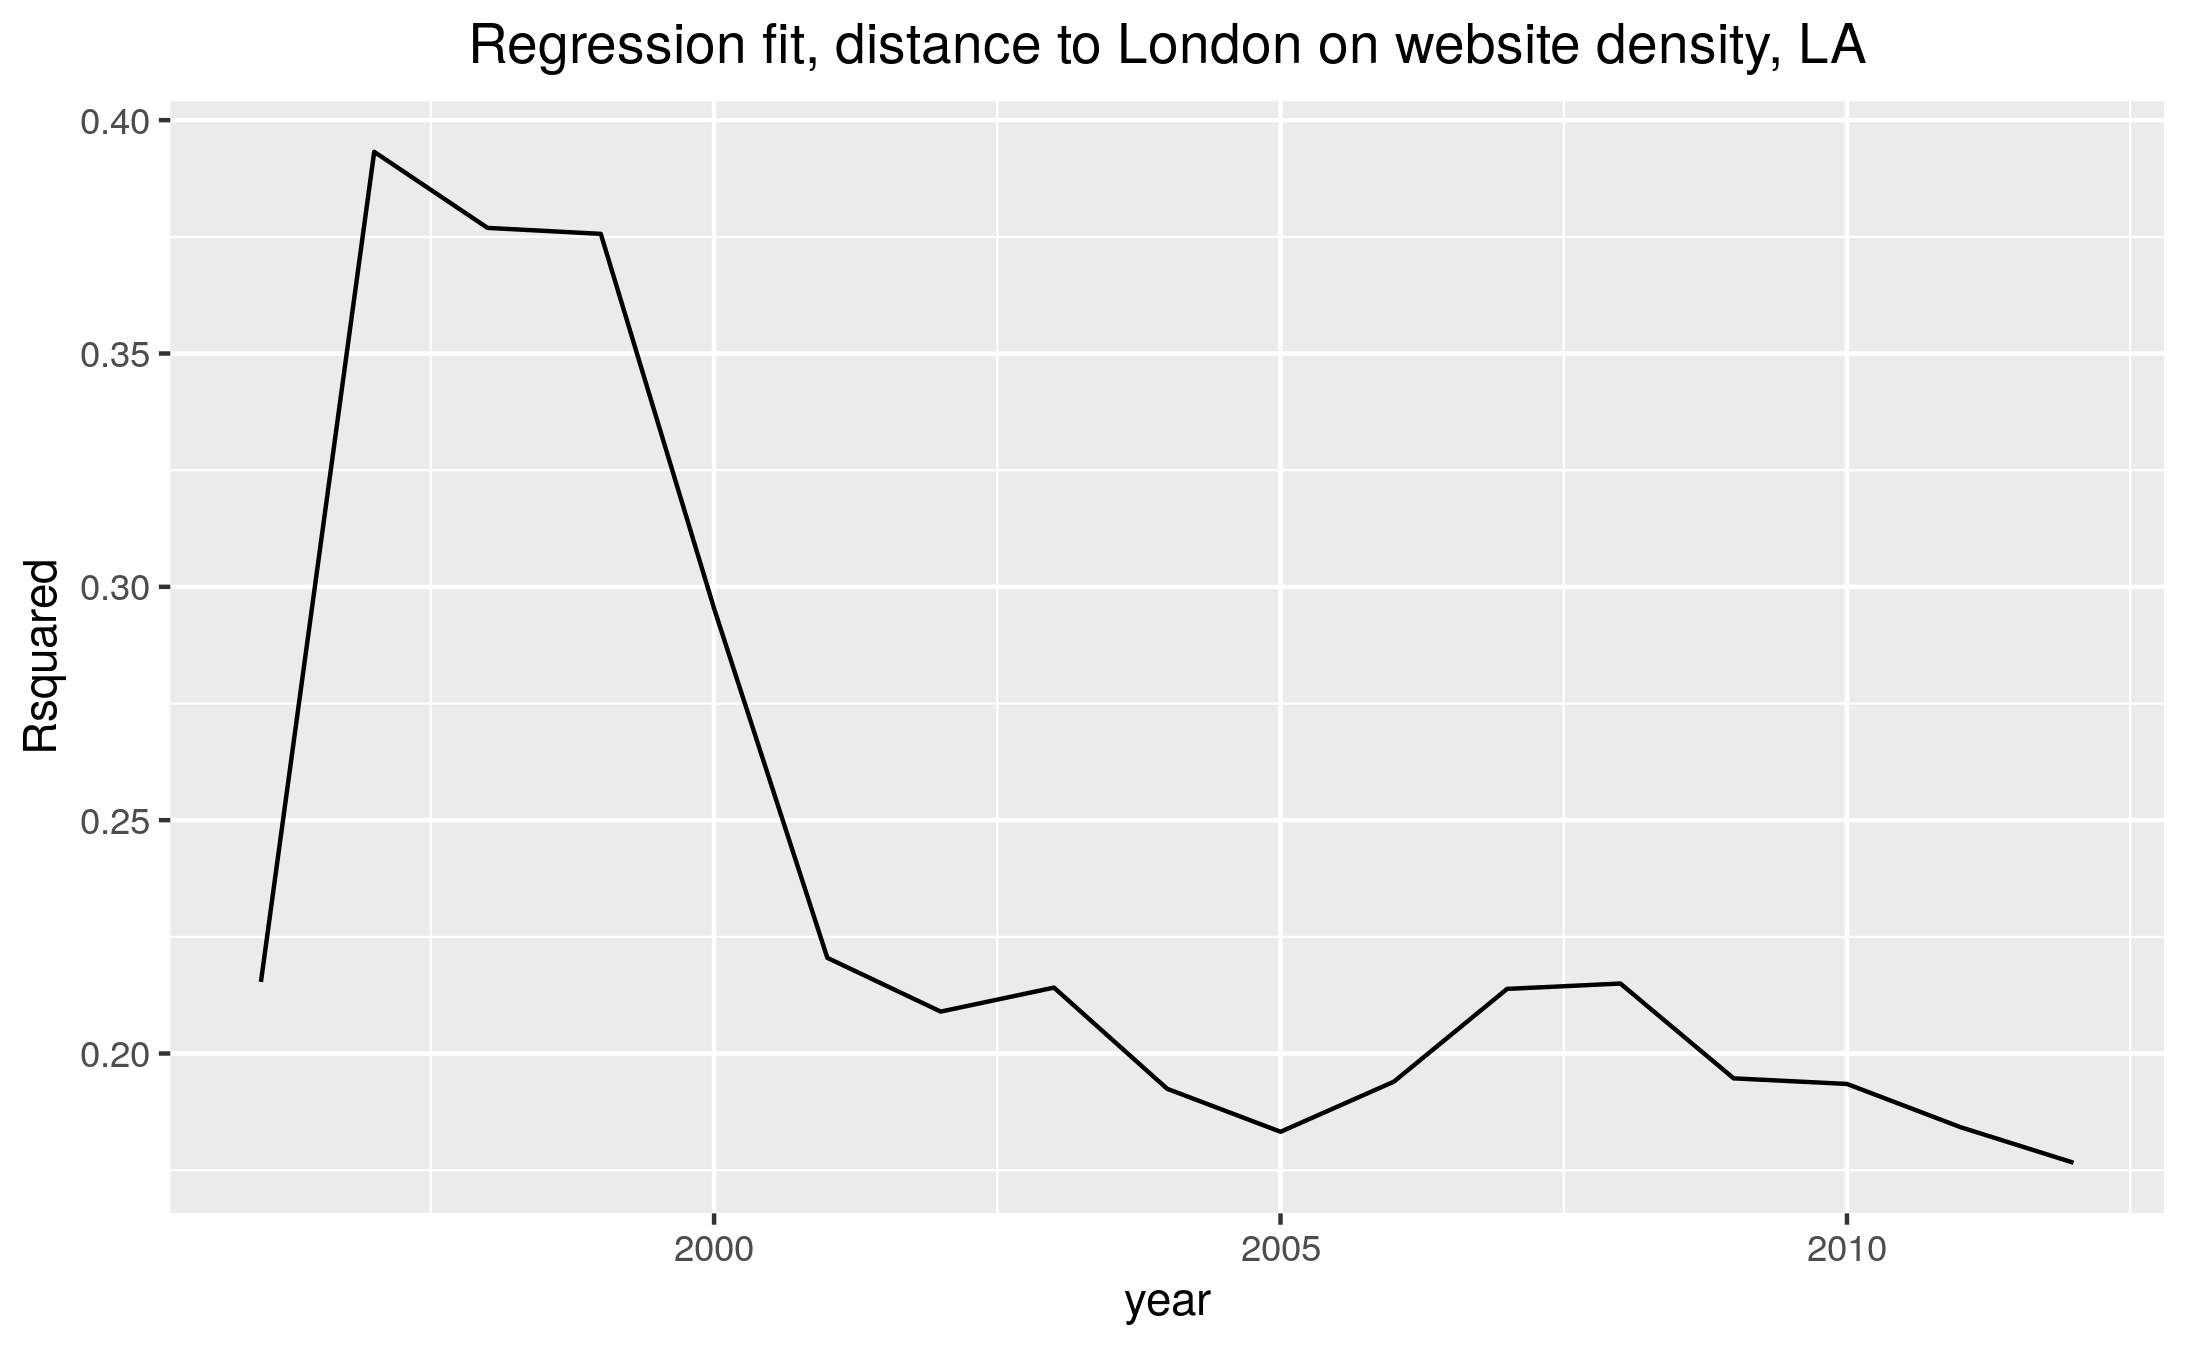 Regression fit, distance to London on website density, LA
Rsquared
0.40
0.35
0.30
0.25
0.20
2000
2005
2010
year